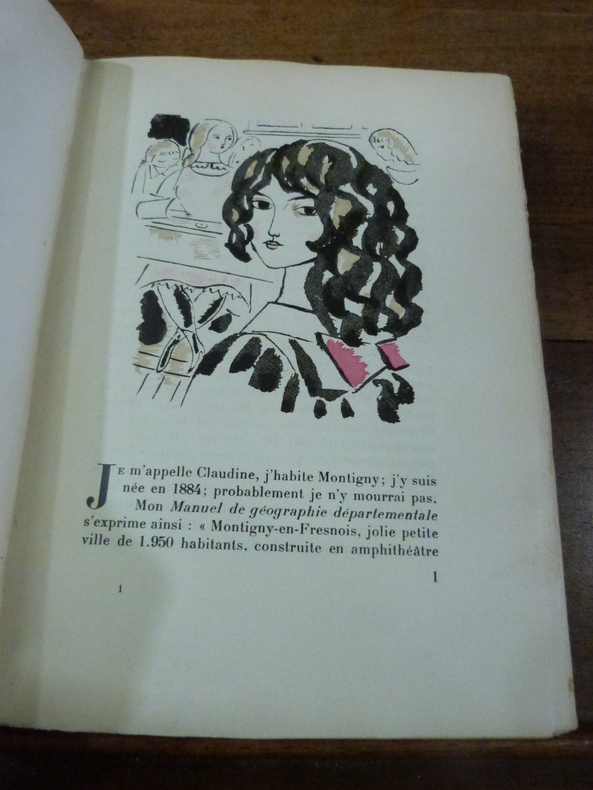 JE m'appelle Claudine, j'habite Montigny; j'y suis
née en 1884; probablement je n'y mourrai pas.
Mon Manuel de géographie départementale
s'exprime ainsi : « Montigny-en-Fresnois, jolie petite
ville de 1.950 habitants, construite en amphithéâtre
1
1